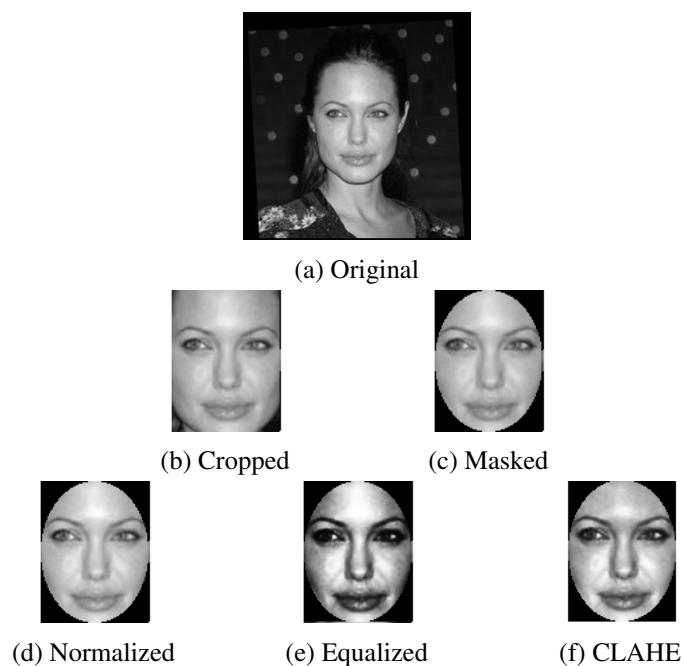 (a) Original
(b) Cropped
(c) Masked
(d) Normalized
(e) Equalized
(f) CLAHE